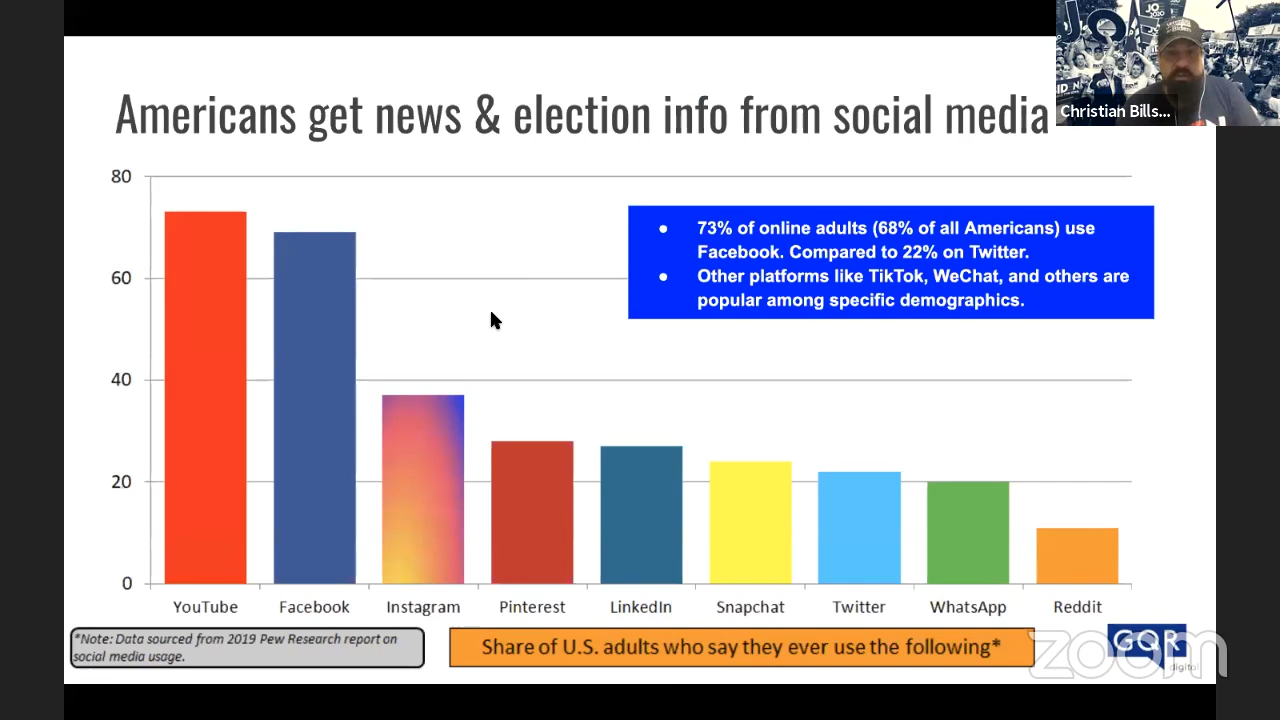 Americans get news & election info from social media
JO
Christian Bills...
80
60
40
20
0
73% of online adults (68% of all Americans) use
Facebook. Compared to 22% on Twitter.
Other platforms like TikTok, WeChat, and others are
popular among specific demographics.
YouTube Facebook Instagram Pinterest LinkedIn Snapchat Twitter WhatsApp Reddit
*Note: Data sourced from 2019 Pew Research report on
social media usage.
Share of U.S. adults who say they ever use the following*
GQR
digital
zoom